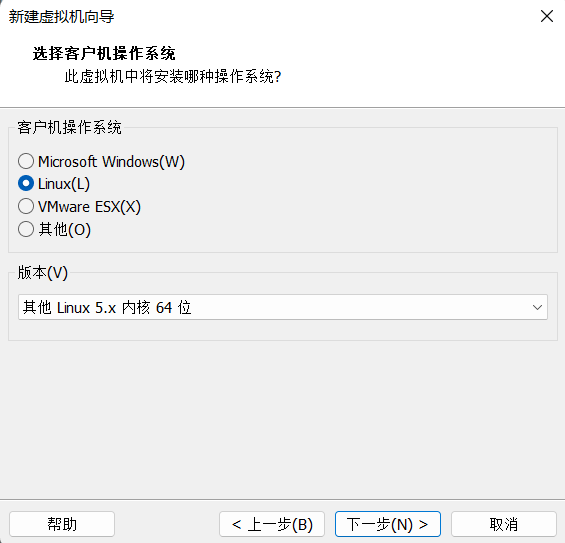 新建虚拟机向导
选择客户机操作系统
此虚拟机中将安装哪种操作系统?
客户机操作系统
Microsoft Windows(W)
Linux(L)
VMware ESX(X)
其他(O)
版本(V)
其他 Linux 5.x 内核 64 位
帮助
< 上一步(B)
下一步(N) >
取消